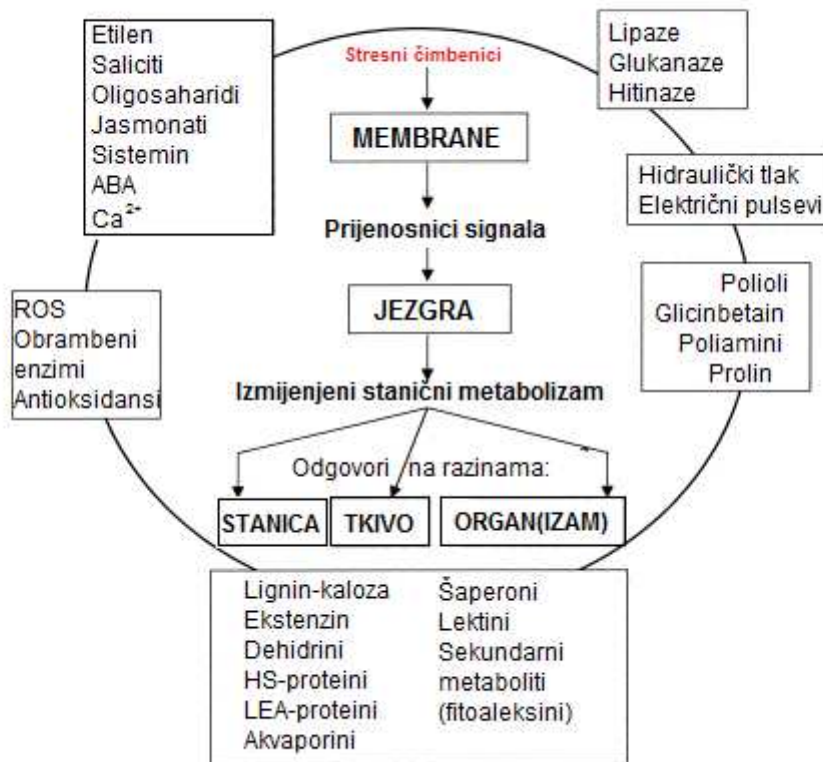 Etilen
Saliciti
Oligosaharidi
Jasmonati
Sistemin
ABA
Ca²⁺
Stresni čimbenici
Lipaze
Glukanaze
Hitinaze
MEMBRANE
Hidraulički tlak
Električni pulsevi
Prijenosnici signala
ROS
Obrambeni
enzimi
Antioksidansi
JEZGRA
Polioli
Glicinbetain
Poliamini
Prolin
Izmijenjeni stanični metabolizam
Odgovori na razinama:
STANICA
TKIVO
ORGAN(IZAM)
Lignin-kaloza
Ekstenzin
Dehidrini
HS-proteini
LEA-proteini
Akvaporini
Šaperoni
Lektini
Sekundarni
metaboliti
(fitoaleksini)